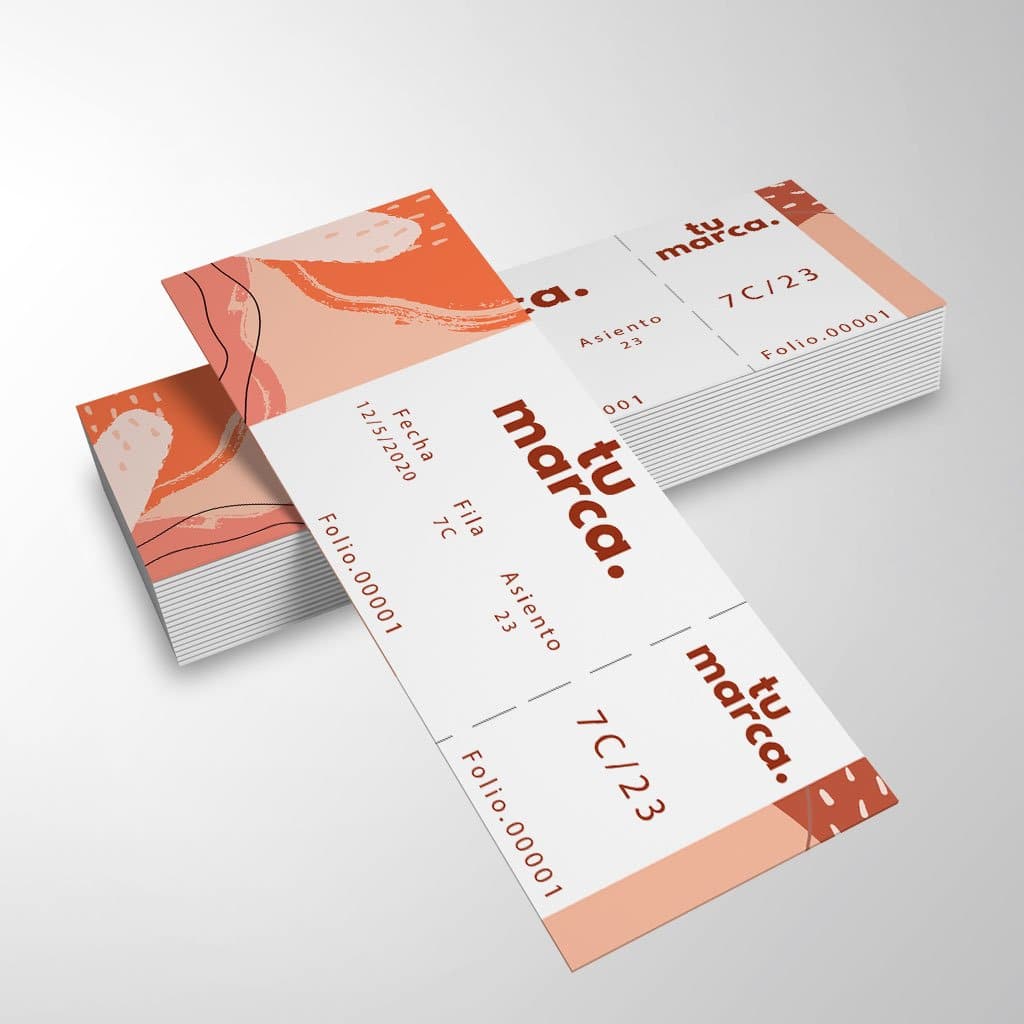 tu
marca.
Fecha
12/5/2020
Fila
7C
Asiento
23
Folio.00001
tu
marca.
7C/23
Folio.00001
ca.
Asiento
23
001
tu
marca.
7C/23
Folio.00001